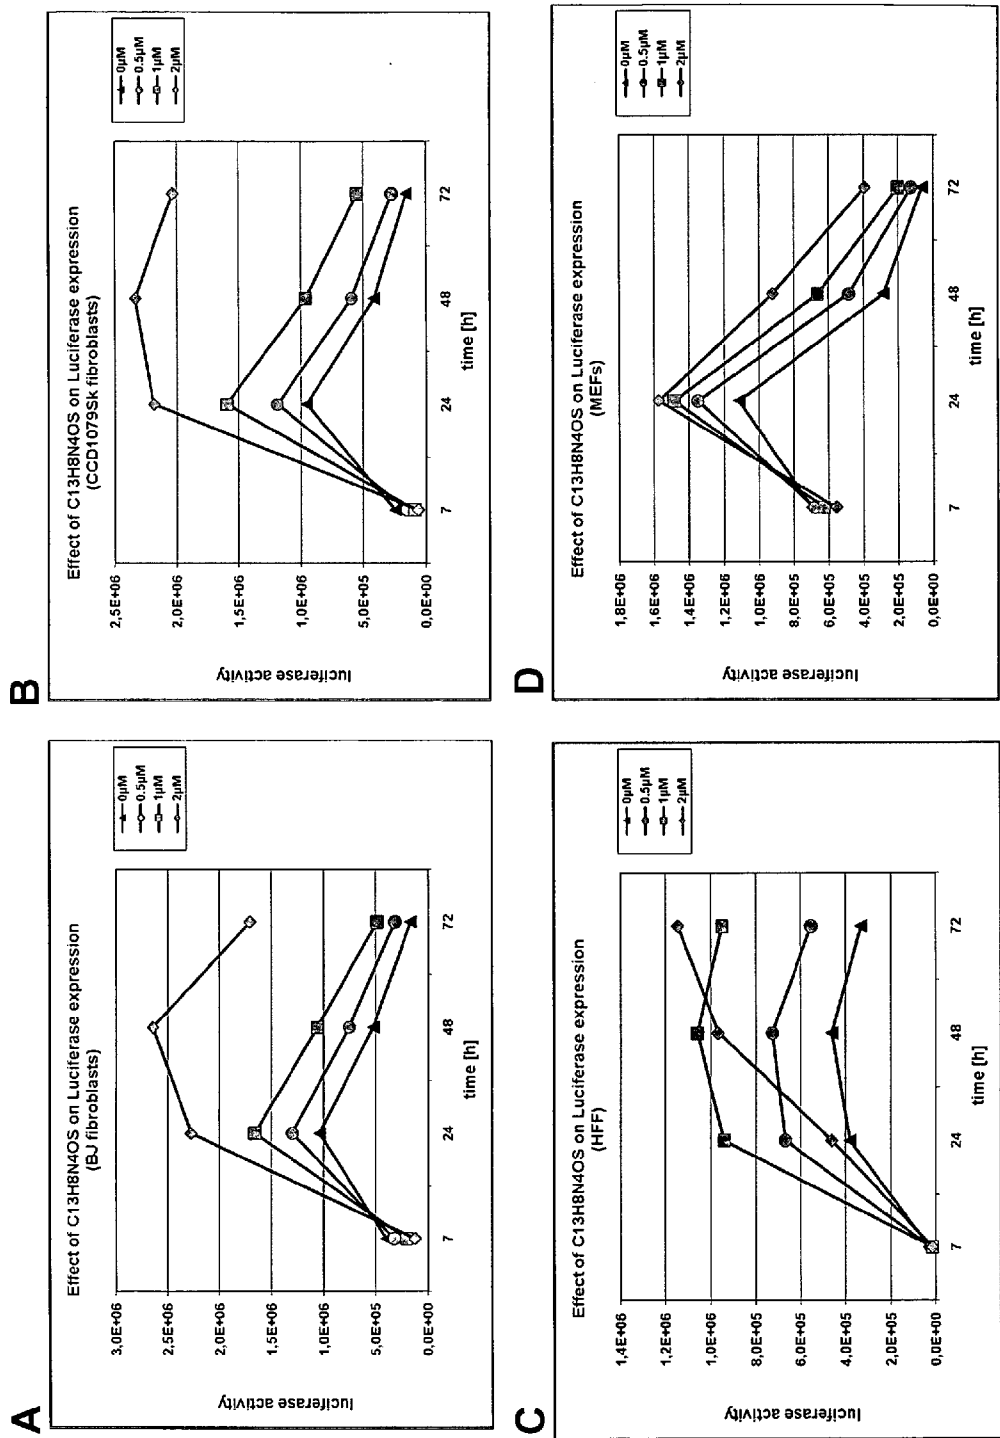 A
Effect of C13H8N4OS on Luciferase expression
(BJ fibroblasts)
luciferase activity
3,0E+06
2,5E+06
2,0E+06
1,5E+06
1,0E+06
5,0E+05
0,0E+00
7
24
48
72
time [h]
0µM
0.5µM
1µM
2µM
B
Effect of C13H8N4OS on Luciferase expression
(CCD1079Sk fibroblasts)
luciferase activity
2,5E+06
2,0E+06
1,5E+06
1,0E+06
5,0E+05
0,0E+00
7
24
48
72
time [h]
0µM
0.5µM
1µM
2µM
C
Effect of C13H8N4OS on Luciferase expression
(HFF)
luciferase activity
1,4E+06
1,2E+06
1,0E+06
8,0E+05
6,0E+05
4,0E+05
2,0E+05
0,0E+00
7
24
48
72
time [h]
0µM
0.5µM
1µM
2µM
D
Effect of C13H8N4OS on Luciferase expression
(MEFs)
luciferase activity
1,8E+06
1,6E+06
1,4E+06
1,2E+06
1,0E+06
8,0E+05
6,0E+05
4,0E+05
2,0E+05
0,0E+00
7
24
48
72
time [h]
0µM
0.5µM
1µM
2µM